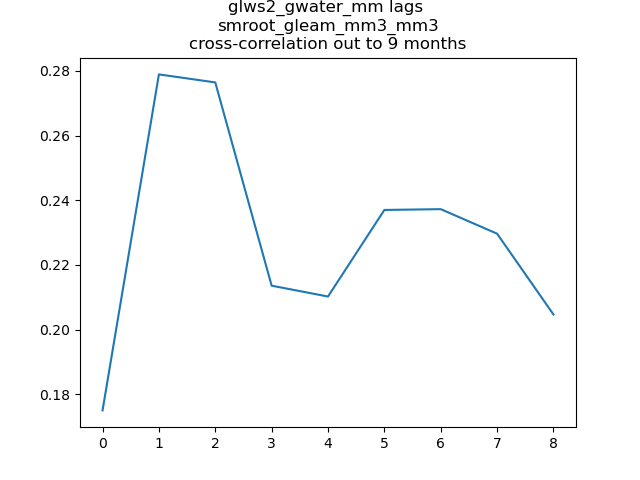 glws2_gwater_mm lags
smroot_gleam_mm3_mm3
cross-correlation out to 9 months
0.28
0.26
0.24
0.22
0.20
0.18
0 1 2 3 4 5 6 7 8